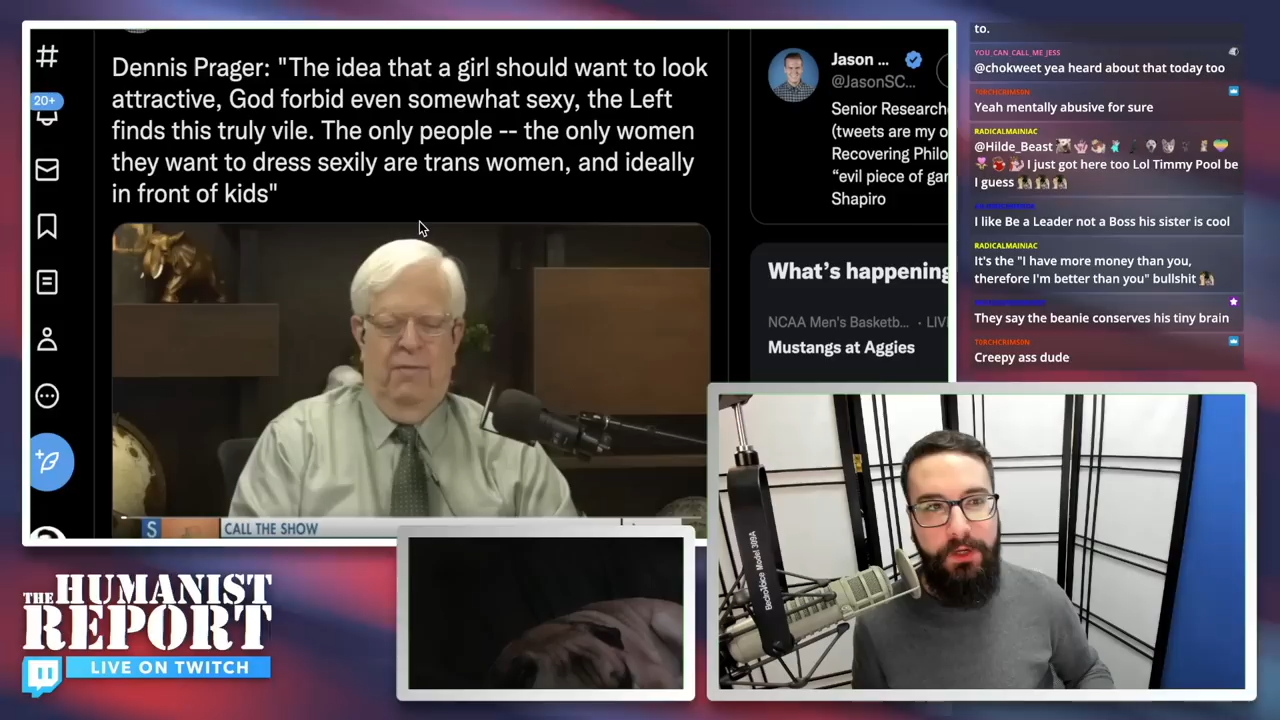 #
20+
Dennis Prager: "The idea that a girl should want to look
attractive, God forbid even somewhat sexy, the Left
finds this truly vile. The only people -- the only women
they want to dress sexily are trans women, and ideally
in front of kids"
S
CALL THE SHOW
Jason ...
@JasonSC...
Senior Researche
(tweets are my o
Recovering Philo
"evil piece of gar
Shapiro
What's happening
NCAA Men's Basketb... · LIV
Mustangs at Aggies
to.
YOU CAN CALL ME JESS
@chokweet yea heard about that today too
T0RCHCR1MS0N
Yeah mentally abusive for sure
RADICALMAINIAC
@Hilde_Beast
I just got here too Lol Timmy Pool be
I guess
I like Be a Leader not a Boss his sister is cool
RADICALMAINIAC
It's the "I have more money than you,
therefore I'm better than you" bullshit
They say the beanie conserves his tiny brain
T0RCHCR1MS0N
Creepy ass dude
THE HUMANIST
REPORT
LIVE ON TWITCH